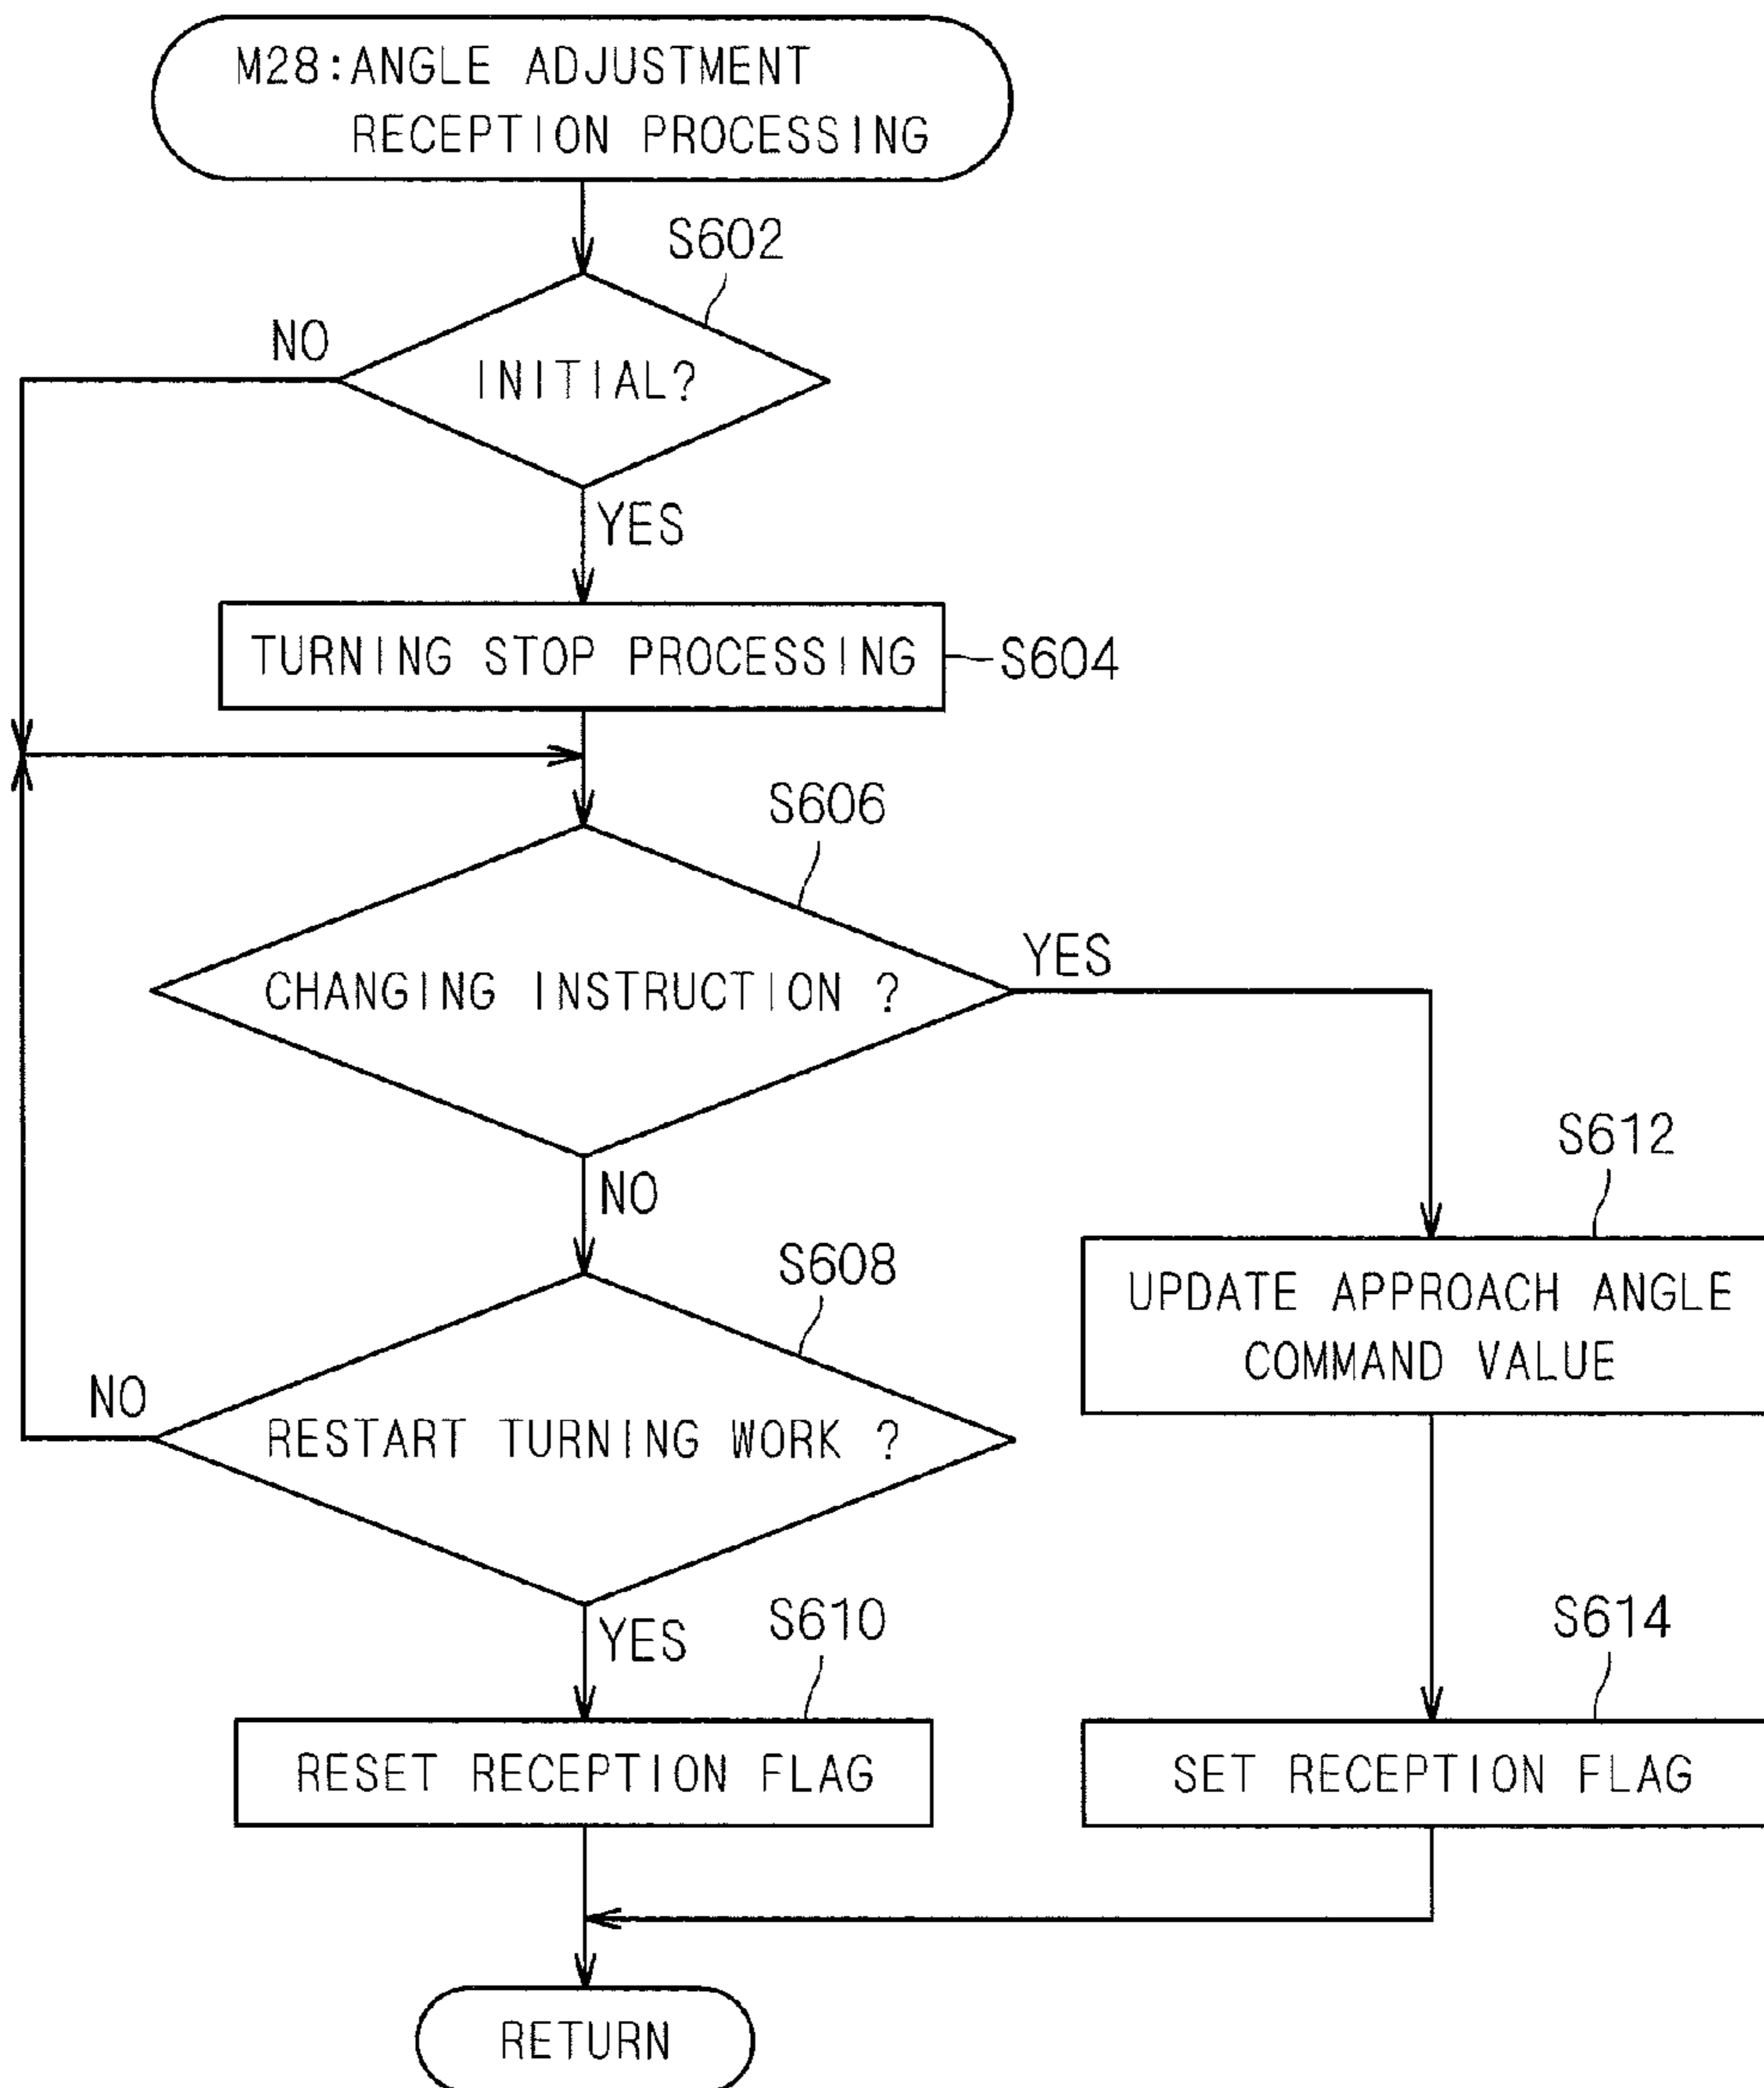 M28:ANGLE ADJUSTMENT
RECEPTION PROCESSING
S602
NO
INITIAL?
YES
TURNING STOP PROCESSING
S604
S606
YES
CHANGING INSTRUCTION ?
S612
NO
S608
UPDATE APPROACH ANGLE
COMMAND VALUE
NO
RESTART TURNING WORK ?
S610
S614
YES
RESET RECEPTION FLAG
SET RECEPTION FLAG
RETURN